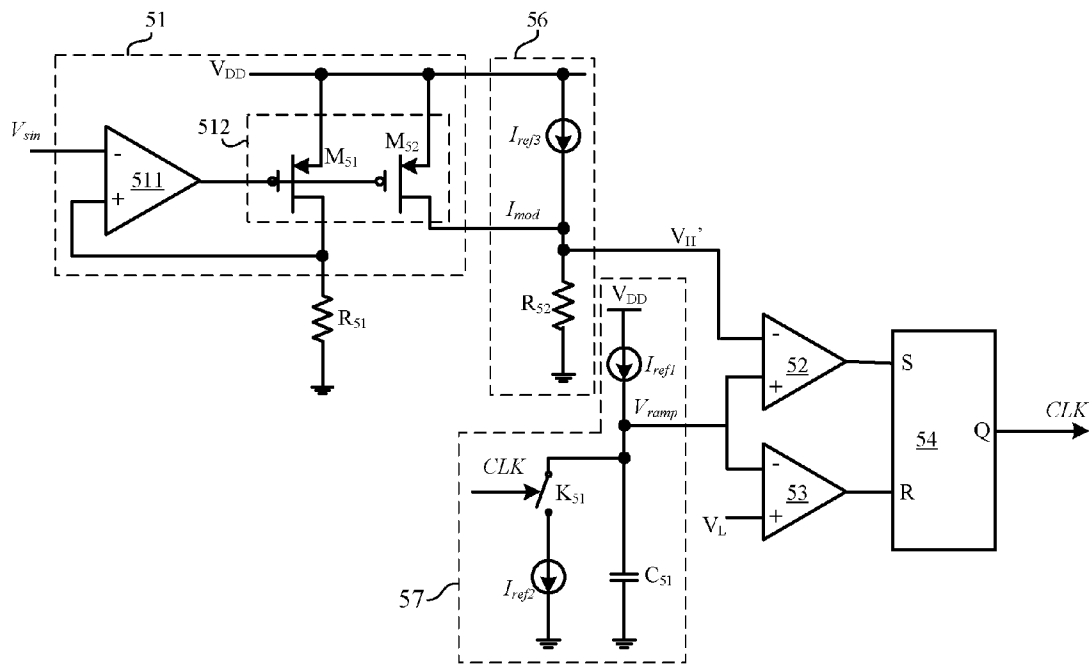 51
56
V_DD
V_sin
512
M_51
M_52
I_ref3
-
511
+
I_mod
V_H'
R_51
R_52
V_DD
-
52
+
S
I_ref1
V_ramp
CLK
54
Q
CLK
K_51
-
53
+
R
V_L
57
I_ref2
C_51